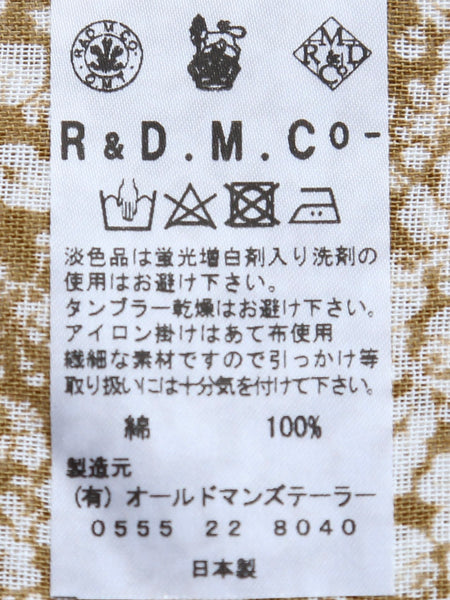 R&D.M.CO.
O.M.T
R M D &Co
R & D . M . Co -
淡色品は蛍光増白剤入り洗剤の
使用はお避け下さい。
タンブラー乾燥はお避け下さい。
アイロン掛けはあて布使用
繊細な素材ですので引っかけ等
取り扱いには十分気を付けて下さい。
綿 100%
製造元
(有) オールドマンズテーラー
0555 22 8040
日本製